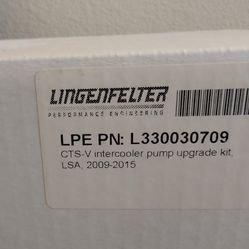 LINGENFELTER
PERFORMANCE ENGINEERING
LPE PN: L330030709
CTS-V intercooler pump upgrade kit,
LSA, 2009-2015